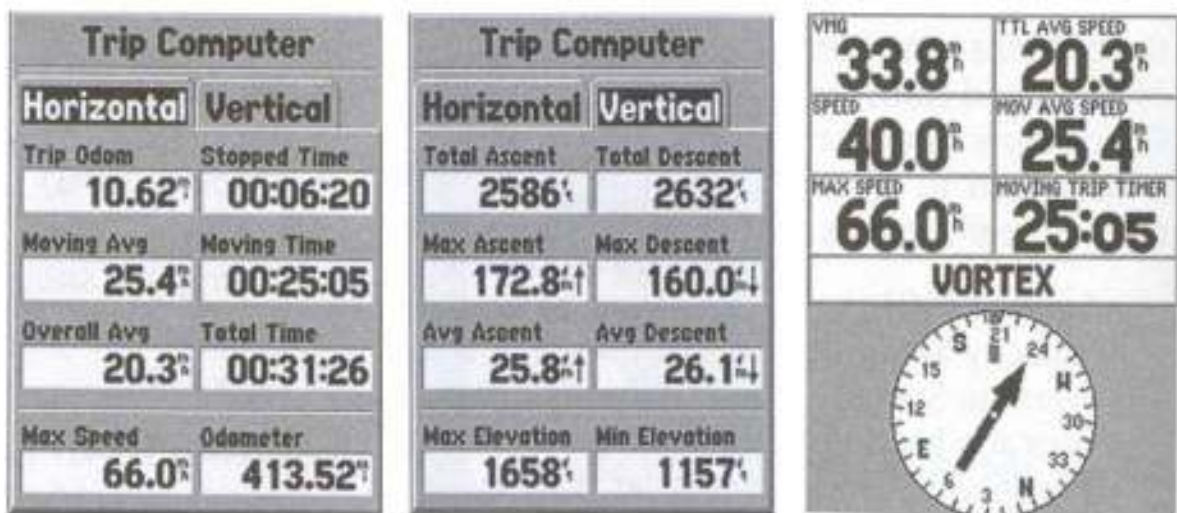 Trip Computer
Horizontal Vertical
Trip Odom Stopped Time
10.62 00:06:20
Moving Avg Moving Time
25.4 00:25:05
Overall Avg Total Time
20.3 00:31:26
Max Speed Odometer
66.0 413.52
Trip Computer
Horizontal Vertical
Total Ascent Total Descent
2586 2632
Max Ascent Max Descent
172.8 160.0
Avg Ascent Avg Descent
25.8 26.1
Max Elevation Min Elevation
1658 1157
VMG TTL AVG SPEED
33.8 mh 20.3 mh
SPEED MOV AVG SPEED
40.0 mh 25.4 mh
MAX SPEED MOVING TRIP TIMER
66.0 mh 25:05
VORTEX
S 21 24 W 30 33 N 3 6 E 12 15